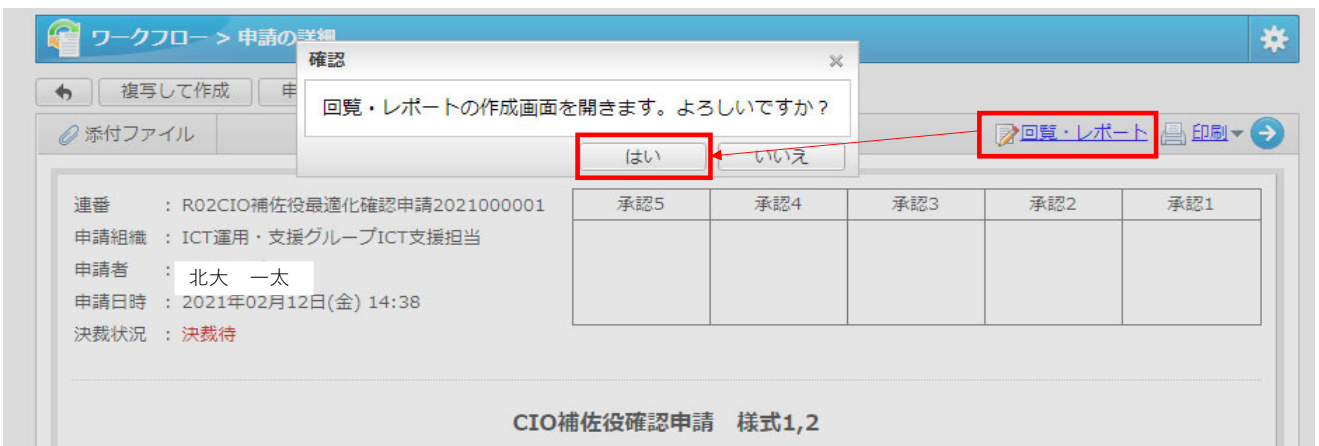 ワークフロー > 申請の詳細
確認
回覧・レポートの作成画面を開きます。よろしいですか？
はい いいえ
複写して作成 申
添付ファイル
回覧・レポート 印刷
連番 : R02CIO補佐役最適化確認申請2021000001
申請組織 : ICT運用・支援グループICT支援担当
申請者 : 北大 一太
申請日時 : 2021年02月12日(金) 14:38
決裁状況 : 決裁待
承認5 承認4 承認3 承認2 承認1
CIO補佐役確認申請 様式1,2